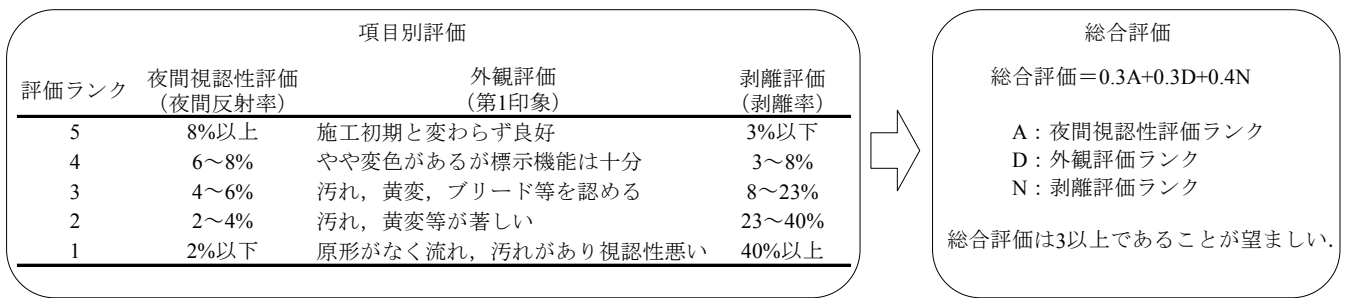 項目別評価
評価ランク 夜間視認性評価（夜間反射率） 外観評価（第1印象） 剥離評価（剥離率）
5 8%以上 施工初期と変わらず良好 3%以下
4 6～8% やや変色があるが標示機能は十分 3～8%
3 4～6% 汚れ，黄変，ブリード等を認める 8～23%
2 2～4% 汚れ，黄変等が著しい 23～40%
1 2%以下 原形がなく流れ，汚れがあり視認性悪い 40%以上
総合評価
総合評価＝0.3A+0.3D+0.4N
A：夜間視認性評価ランク
D：外観評価ランク
N：剥離評価ランク
総合評価は3以上であることが望ましい．